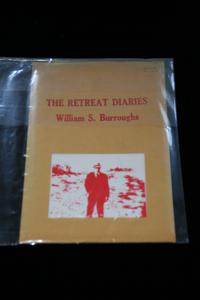 THE RETREAT DIARIES
William S. Burroughs